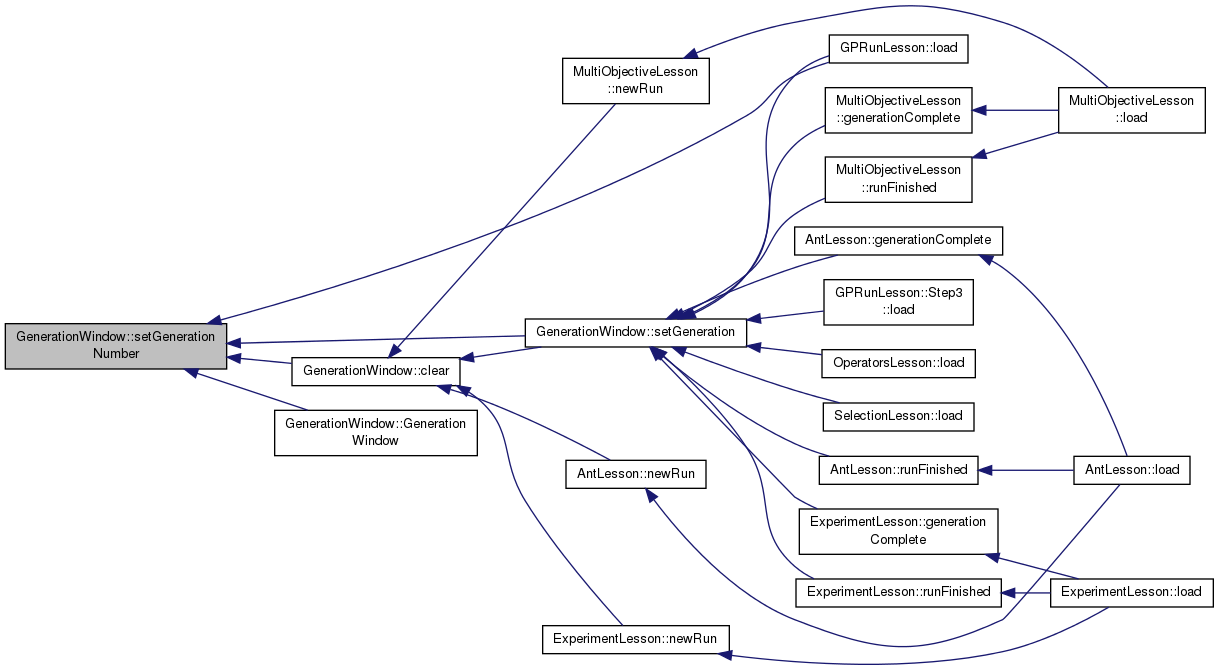 GenerationWindow::setGeneration
Number
GenerationWindow::clear
GenerationWindow::Generation
Window
MultiObjectiveLesson
::newRun
GenerationWindow::setGeneration
AntLesson::newRun
ExperimentLesson::newRun
GPRunLesson::load
MultiObjectiveLesson
::generationComplete
MultiObjectiveLesson
::runFinished
AntLesson::generationComplete
GPRunLesson::Step3
::load
OperatorsLesson::load
SelectionLesson::load
AntLesson::runFinished
ExperimentLesson::generation
Complete
ExperimentLesson::runFinished
MultiObjectiveLesson
::load
AntLesson::load
ExperimentLesson::load